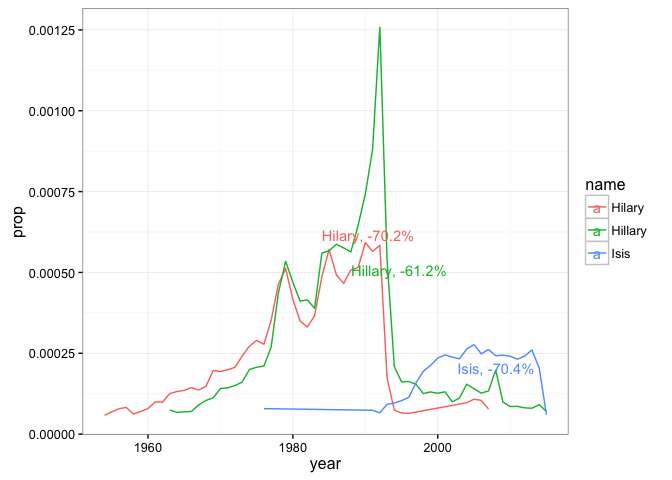 0.00125
0.00100
0.00075
0.00050
0.00025
0.00000
prop
Hilary, -70.2%
Hillary, -61.2%
Isis, -70.4%
1960
1980
2000
year
name
a Hilary
a Hillary
a Isis